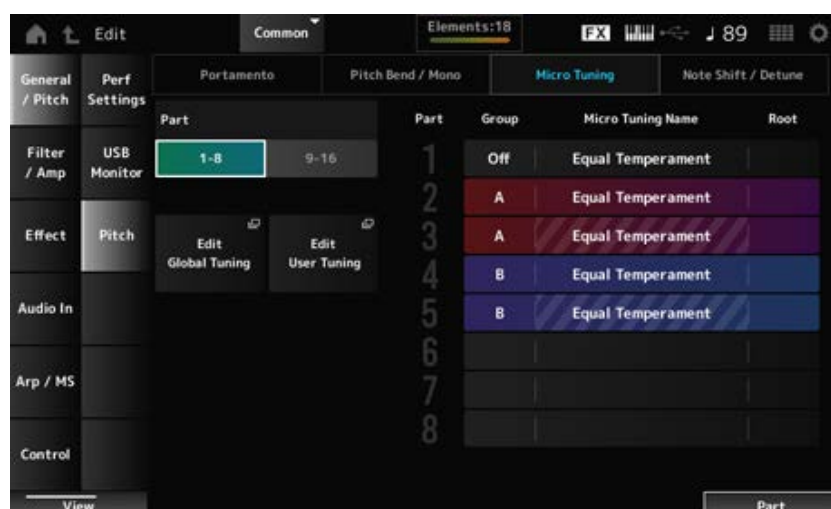 Edit Common Elements:18 FX 89
General / Pitch
Perf Settings
Portamento Pitch Bend / Mono Micro Tuning Note Shift / Detune
Part Part Group Micro Tuning Name Root
Filter / Amp
USB Monitor
1-8 9-16
1 Off Equal Temperament
2 A Equal Temperament
Effect
Pitch
Edit Global Tuning
Edit User Tuning
3 A Equal Temperament
4 B Equal Temperament
Audio In
5 B Equal Temperament
6
Arp / MS
7
8
Control
View Part